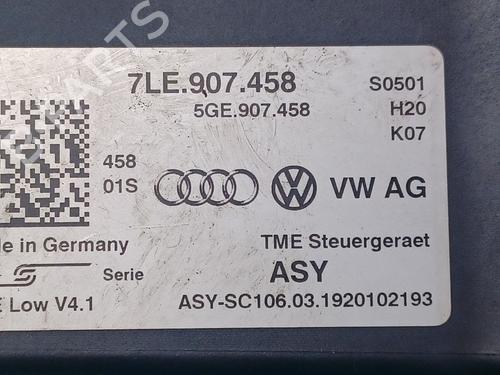 7LE.907.458
S0501
5GE.907.458
H20
K07
458
01S
VW AG
in Germany
TME Steuergeraet
Serie
ASY
Low V4.1
ASY-SC106.03.1920102193
PARTS